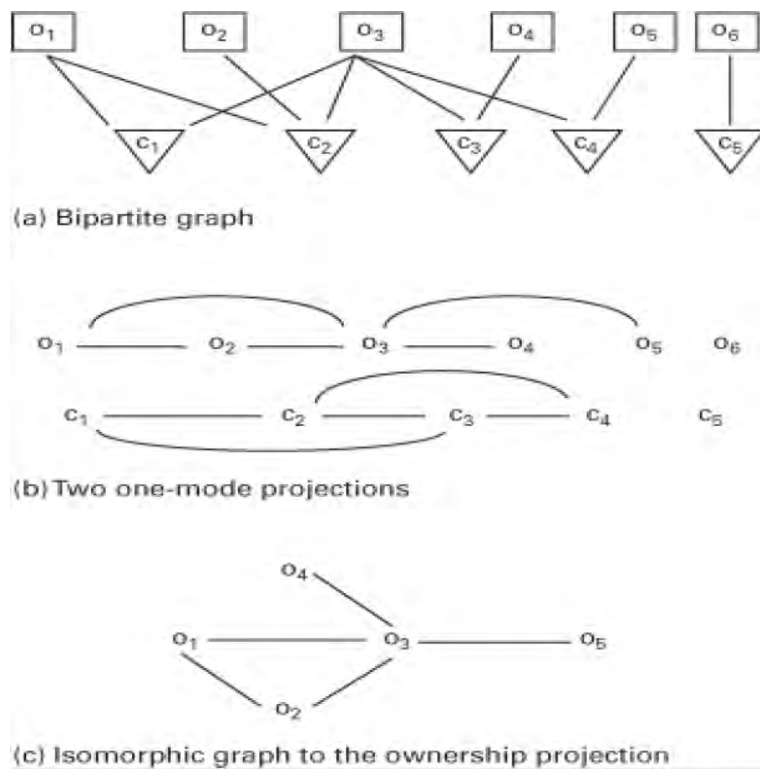 o₁ o₂ o₃ o₄ o₅ o₆
c₁ c₂ c₃ c₄ c₅
(a) Bipartite graph
o₁ o₂ o₃ o₄ o₅ o₆
c₁ c₂ c₃ c₄ c₅
(b) Two one-mode projections
o₄
o₁ o₃ o₅
o₂
(c) Isomorphic graph to the ownership projection